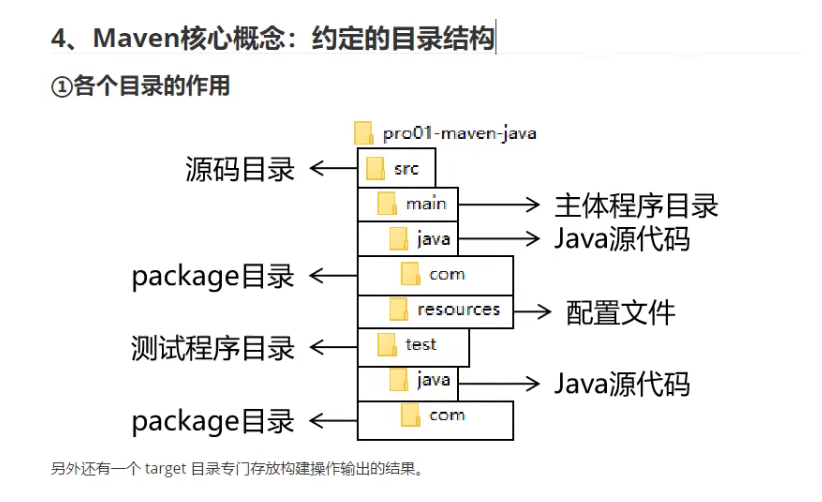 4、Maven核心概念：约定的目录结构
①各个目录的作用
pro01-maven-java
源码目录 src
main 主体程序目录
java Java源代码
package目录 com
resources 配置文件
测试程序目录 test
java Java源代码
package目录 com
另外还有一个 target 目录专门存放构建操作输出的结果。